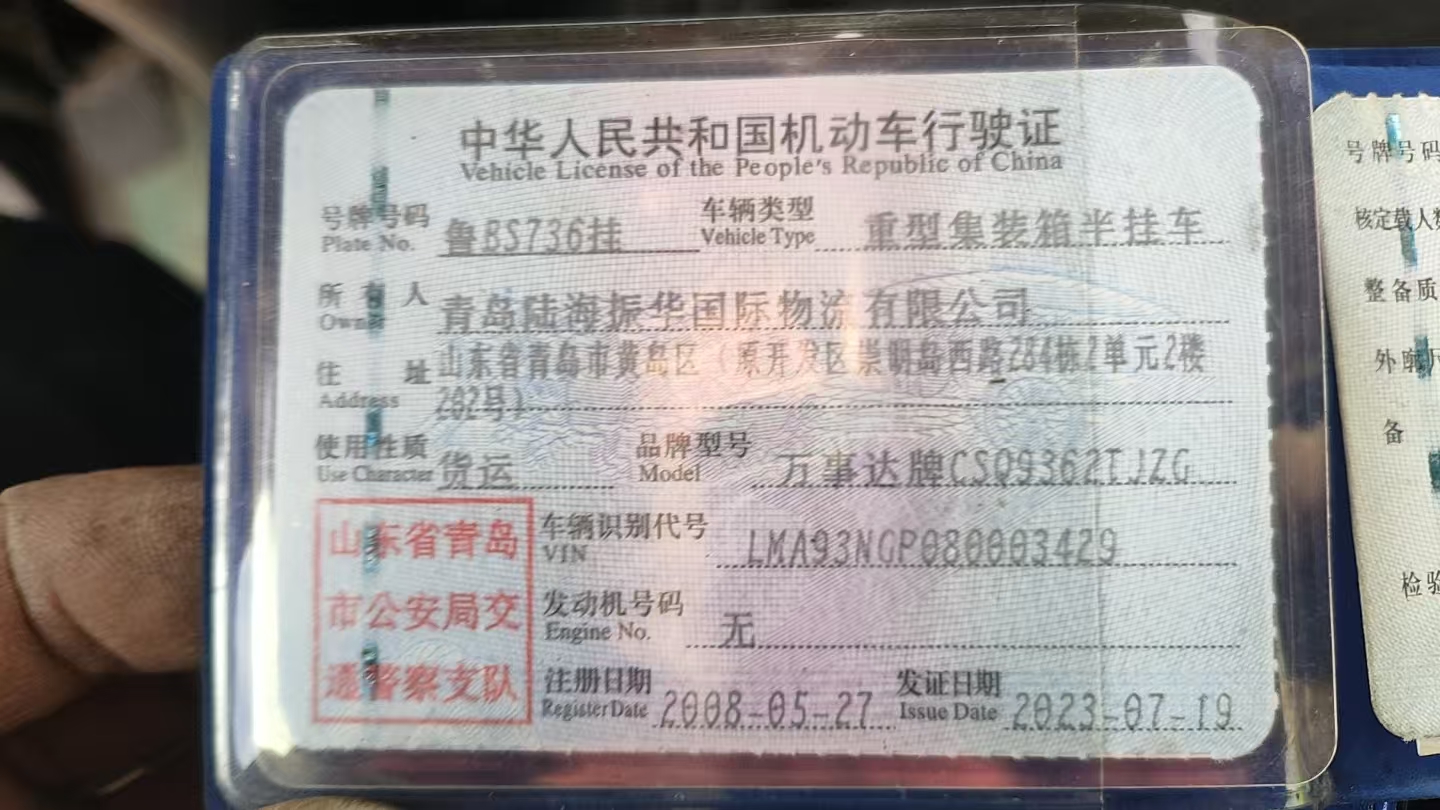 中华人民共和国机动车行驶证
Vehicle License of the People's Republic of China
号牌号码 鲁BS736挂 车辆类型 重型集装箱半挂车
Plate No. Vehicle Type
所有人 青岛陆海振华国际物流有限公司
Owner
住址 山东省青岛市黄岛区(原开发区崇明岛西路284栋2单元2楼
Address 202号)
使用性质 货运 品牌型号 万事达牌CSQ9362TJZG
Use Character Model
山东省青岛
市公安局交
通警察支队
车辆识别代号 LMA93NGP080003429
VIN
发动机号码 无
Engine No.
注册日期 2008-05-27 发证日期 2023-07-19
Register Date Issue Date
号牌号码
核定载人数
整备质
外廓尺
备
检验